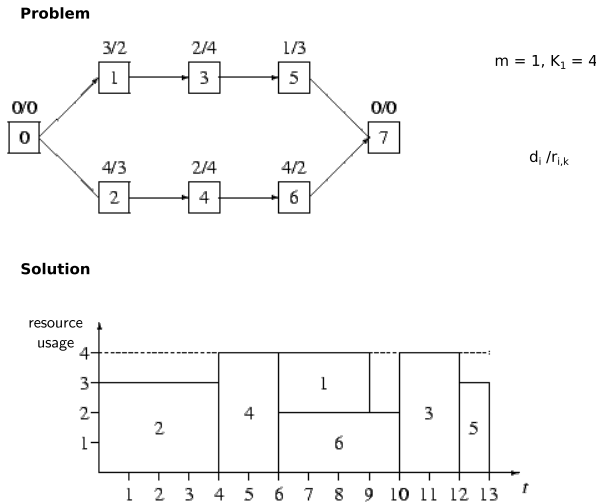 Problem
3/2 2/4 1/3
m = 1, K₁ = 4
1 3 5
0/0 0/0
0 7
dᵢ /rᵢ,ₖ
4/3 2/4 4/2
2 4 6
Solution
resource
usage
4
3
1
2
2 4 3 5
1 6
1 2 3 4 5 6 7 8 9 10 11 12 13 t